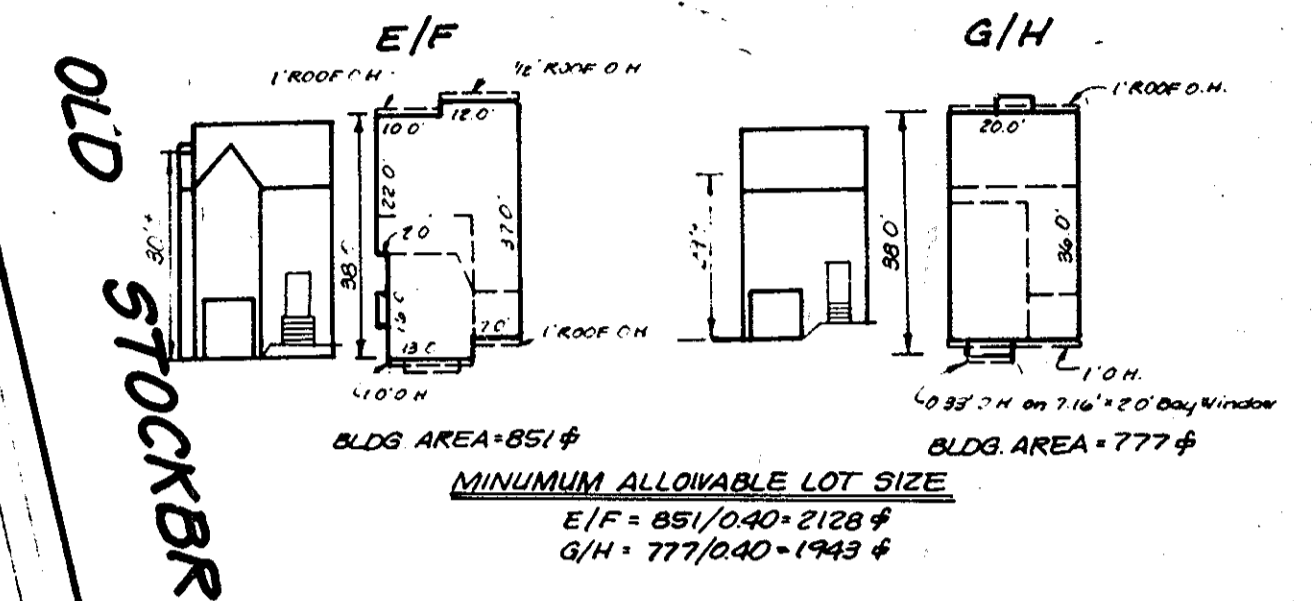 OLD STOCKBR
E/F
1' ROOF O H
1/2' ROOF O H
10.0'
12.0'
22.0'
2.0'
37.0'
30'±
38.0'
7.0'
13.0
1' ROOF O H
1.0' O H
BLDG. AREA = 851 ⌗
G/H
1' ROOF O.H.
20.0'
38.0'
36.0'
1' O H.
0.33' O H on 7.16' x 2.0' Bay Window
BLDG. AREA = 777 ⌗
MINUMUM ALLOWABLE LOT SIZE
E/F = 851/0.40 = 2128 ⌗
G/H = 777/0.40 = 1943 ⌗